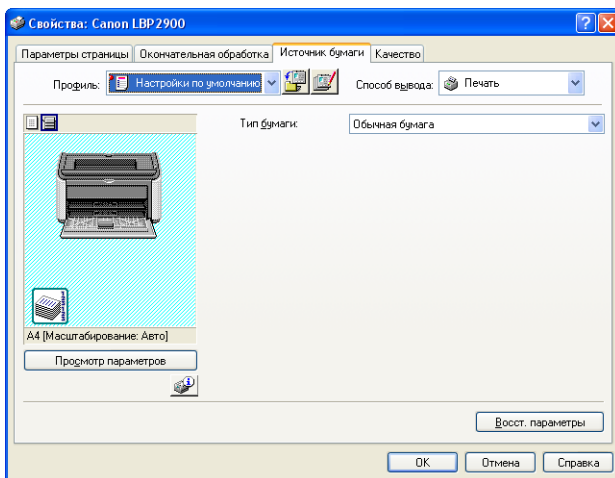 Свойства: Canon LBP2900
Параметры страницы Окончательная обработка Источник бумаги Качество
Профиль: Настройки по умолчанию Способ вывода: Печать
Тип бумаги: Обычная бумага
A4 [Масштабирование: Авто]
Просмотр параметров
Восст. параметры
OK Отмена Справка